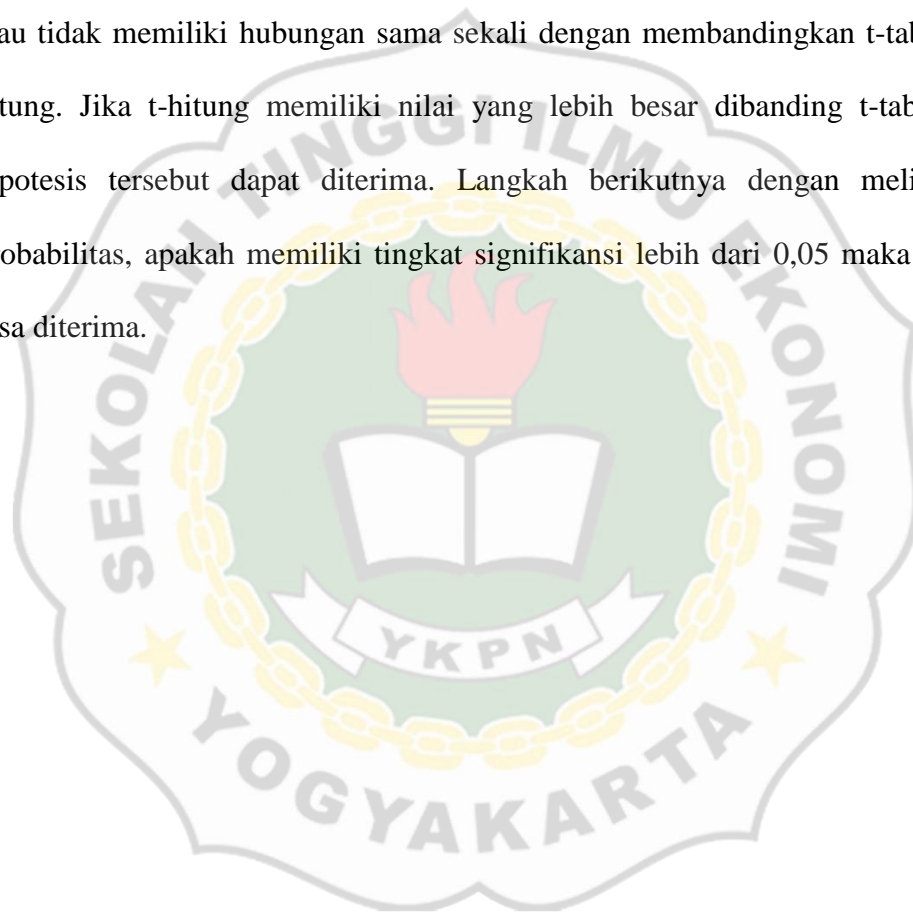 au tidak memiliki hubungan sama sekali dengan membandingkan t-tab
tung. Jika t-hitung memiliki nilai yang lebih besar dibanding t-tab
potesis tersebut dapat diterima. Langkah berikutnya dengan meli
robabilitas, apakah memiliki tingkat signifikansi lebih dari 0,05 maka
sa diterima.
SEKOLAH TINGGI ILMU EKONOMI
YKPN
YOGYAKARTA